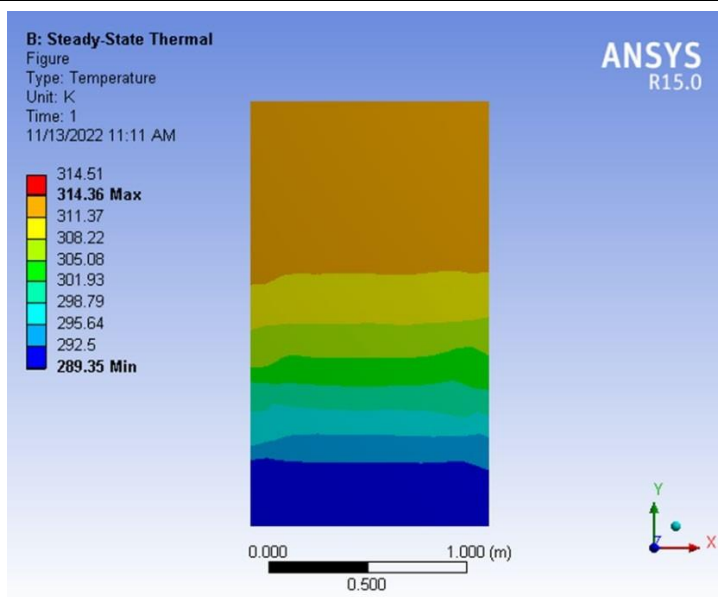 B: Steady-State Thermal
Figure
Type: Temperature
Unit: K
Time: 1
11/13/2022 11:11 AM
ANSYS
R15.0
314.51
314.36 Max
311.37
308.22
305.08
301.93
298.79
295.64
292.5
289.35 Min
0.000
1.000 (m)
0.500
Y
Z
X